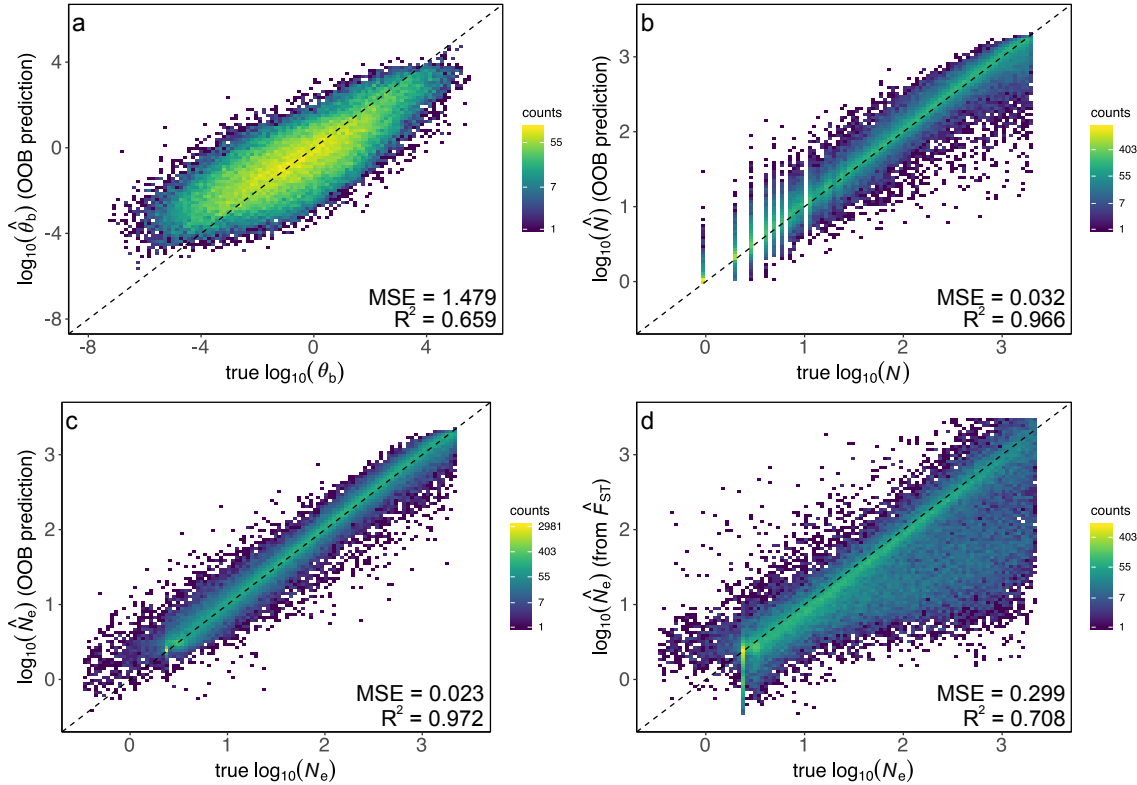 a
log₁₀(θ̂b) (OOB prediction)
4
0
-4
-8
-8 -4 0 4
true log₁₀(θb)
MSE = 1.479
R² = 0.659
counts
55
7
1
b
log₁₀(N̂) (OOB prediction)
3
2
1
0
0 1 2 3
true log₁₀(N)
MSE = 0.032
R² = 0.966
counts
403
55
7
1
c
log₁₀(N̂e) (OOB prediction)
3
2
1
0
0 1 2 3
true log₁₀(Ne)
MSE = 0.023
R² = 0.972
counts
2981
403
55
7
1
d
log₁₀(N̂e) (from F̂ST)
3
2
1
0
0 1 2 3
true log₁₀(Ne)
MSE = 0.299
R² = 0.708
counts
403
55
7
1